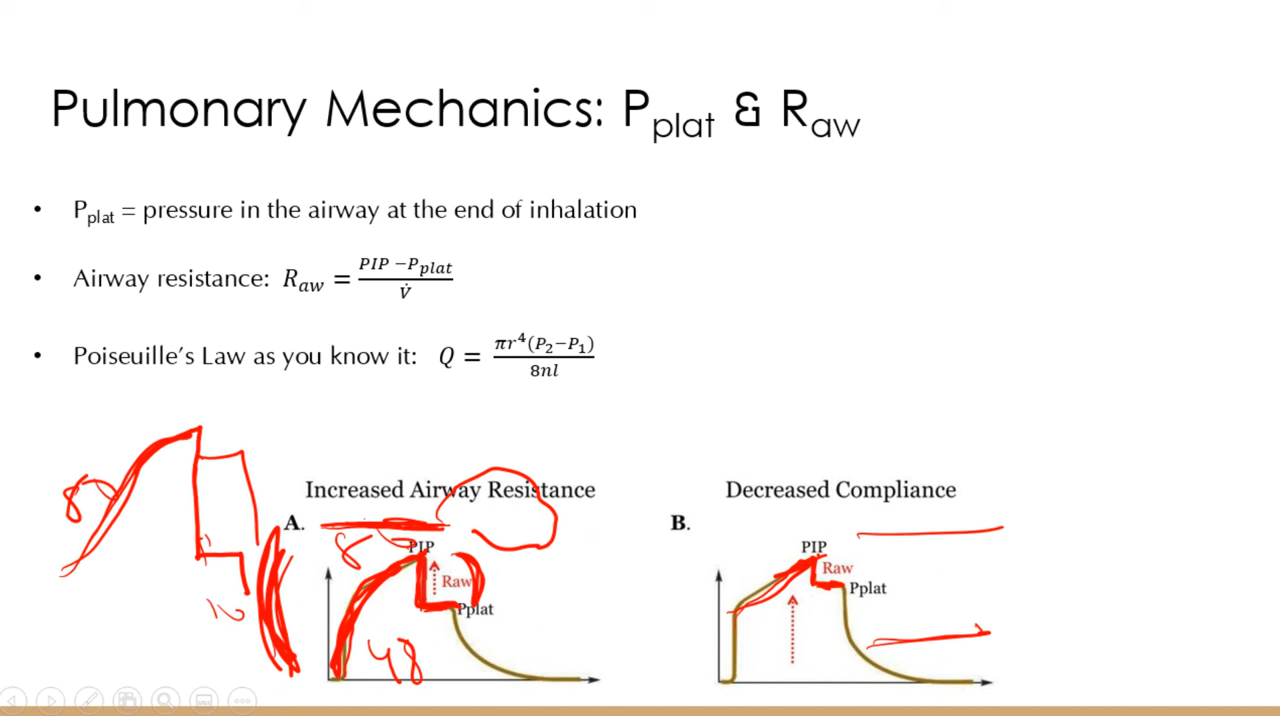 Pulmonary Mechanics: Pplat & Raw
• Pplat = pressure in the airway at the end of inhalation
• Airway resistance: Raw = PIP −Pplat / V̇
• Poiseuille's Law as you know it: Q = πr⁴(P₂−P₁) / 8nl
Increased Airway Resistance
A.
PIP
Raw
Pplat
48
Decreased Compliance
B.
PIP
Raw
Pplat